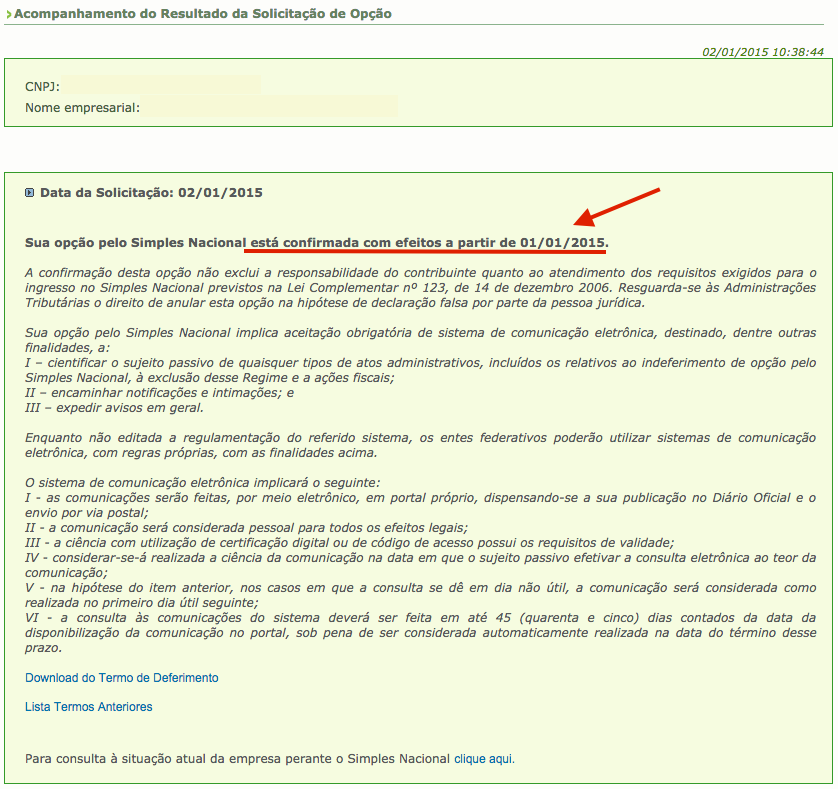 Acompanhamento do Resultado da Solicitação de Opção
02/01/2015 10:38:44
CNPJ:
Nome empresarial:
Data da Solicitação: 02/01/2015
Sua opção pelo Simples Nacional está confirmada com efeitos a partir de 01/01/2015.
A confirmação desta opção não exclui a responsabilidade do contribuinte quanto ao atendimento dos requisitos exigidos para o
ingresso no Simples Nacional previstos na Lei Complementar nº 123, de 14 de dezembro 2006. Resguarda-se às Administrações
Tributárias o direito de anular esta opção na hipótese de declaração falsa por parte da pessoa jurídica.
Sua opção pelo Simples Nacional implica aceitação obrigatória de sistema de comunicação eletrônica, destinado, dentre outras
finalidades, a:
I – cientificar o sujeito passivo de quaisquer tipos de atos administrativos, incluídos os relativos ao indeferimento de opção pelo
Simples Nacional, à exclusão desse Regime e a ações fiscais;
II – encaminhar notificações e intimações; e
III – expedir avisos em geral.
Enquanto não editada a regulamentação do referido sistema, os entes federativos poderão utilizar sistemas de comunicação
eletrônica, com regras próprias, com as finalidades acima.
O sistema de comunicação eletrônica implicará o seguinte:
I - as comunicações serão feitas, por meio eletrônico, em portal próprio, dispensando-se a sua publicação no Diário Oficial e o
envio por via postal;
II - a comunicação será considerada pessoal para todos os efeitos legais;
III - a ciência com utilização de certificação digital ou de código de acesso possui os requisitos de validade;
IV - considerar-se-á realizada a ciência da comunicação na data em que o sujeito passivo efetivar a consulta eletrônica ao teor da
comunicação;
V - na hipótese do item anterior, nos casos em que a consulta se dê em dia não útil, a comunicação será considerada como
realizada no primeiro dia útil seguinte;
VI - a consulta às comunicações do sistema deverá ser feita em até 45 (quarenta e cinco) dias contados da data da
disponibilização da comunicação no portal, sob pena de ser considerada automaticamente realizada na data do término desse
prazo.
Download do Termo de Deferimento
Lista Termos Anteriores
Para consulta à situação atual da empresa perante o Simples Nacional clique aqui.